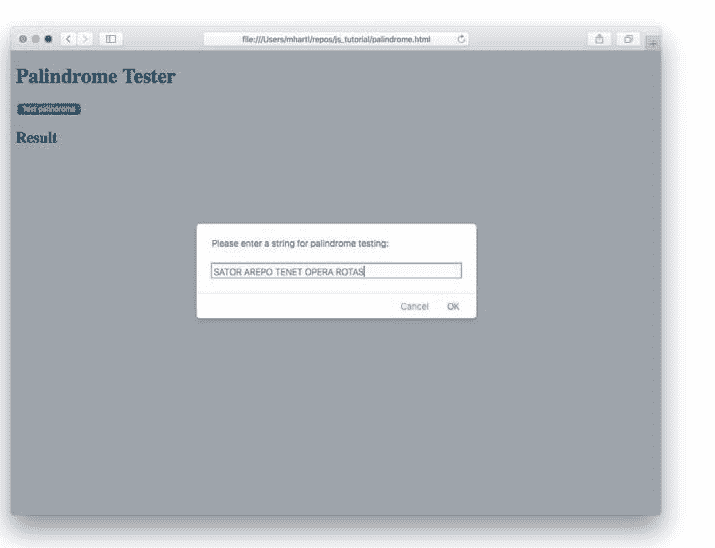 file:///Users/mhartl/repos/js_tutorial/palindrome.html
Palindrome Tester
Test palindrome
Result
Please enter a string for palindrome testing:
SATOR AREPO TENET OPERA ROTAS
Cancel OK